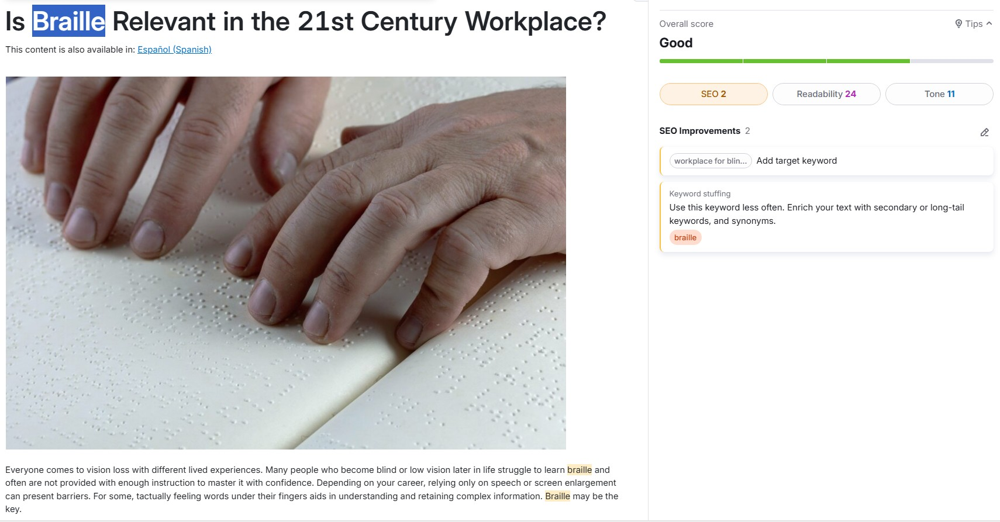 Is Braille Relevant in the 21st Century Workplace?
This content is also available in: Español (Spanish)
Everyone comes to vision loss with different lived experiences. Many people who become blind or low vision later in life struggle to learn braille and
often are not provided with enough instruction to master it with confidence. Depending on your career, relying only on speech or screen enlargement
can present barriers. For some, tactually feeling words under their fingers aids in understanding and retaining complex information. Braille may be the
key.
Overall score
Tips
Good
SEO 2
Readability 24
Tone 11
SEO Improvements 2
workplace for blin... Add target keyword
Keyword stuffing
Use this keyword less often. Enrich your text with secondary or long-tail
keywords, and synonyms.
braille